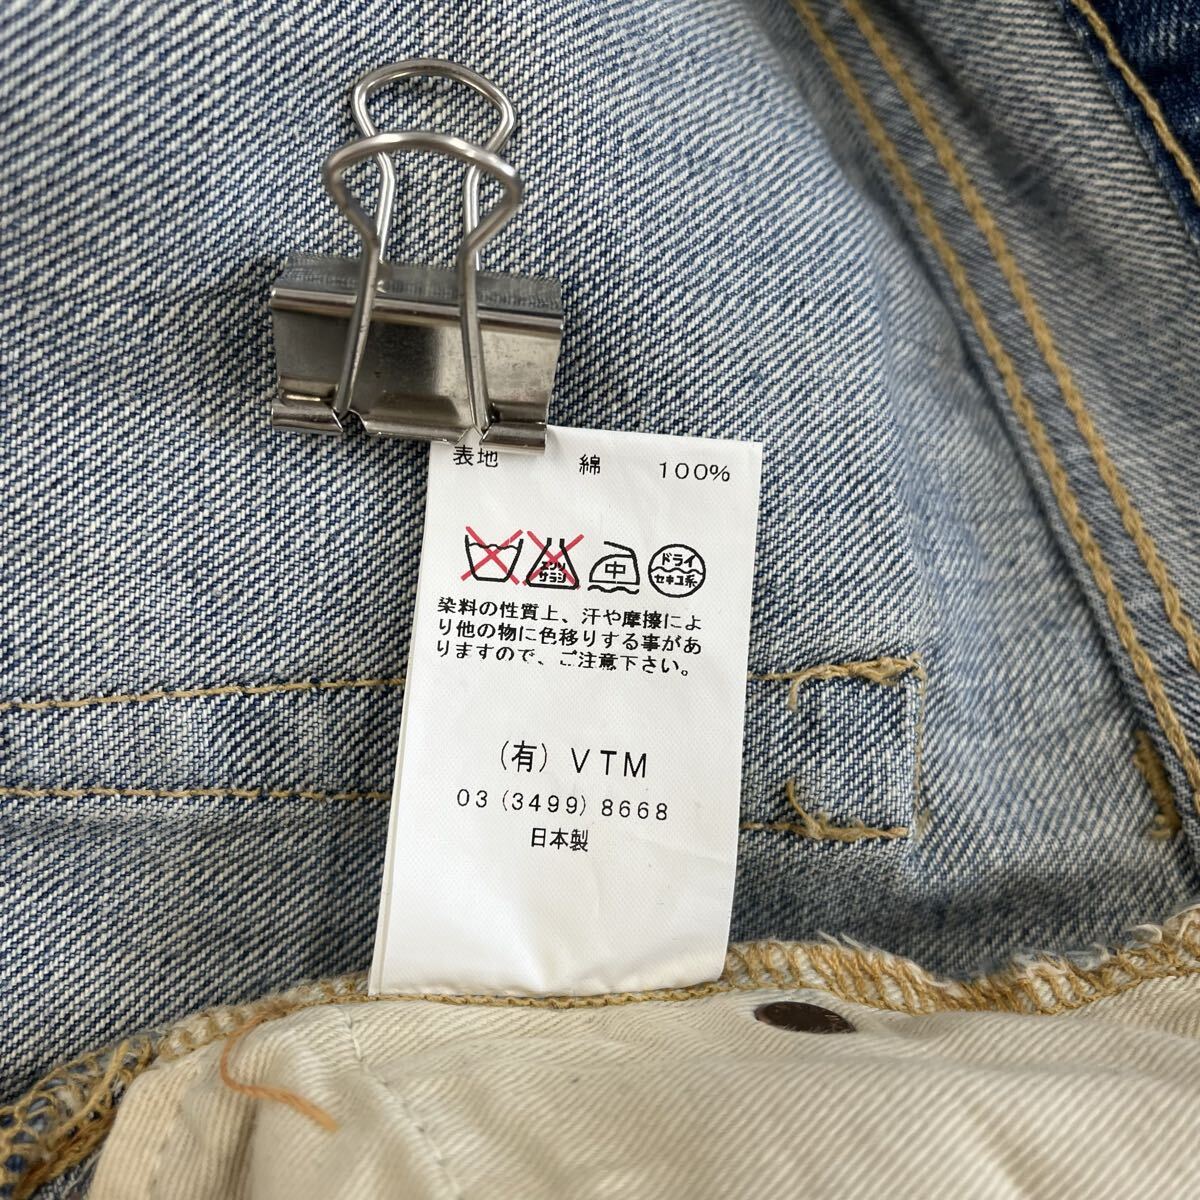 表地 綿 100%
エンソ
サラシ
中
ドライ
セキユ系
染料の性質上、汗や摩擦によ
り他の物に色移りする事があ
りますので、ご注意下さい。
(有) VTM
03 (3499) 8668
日本製